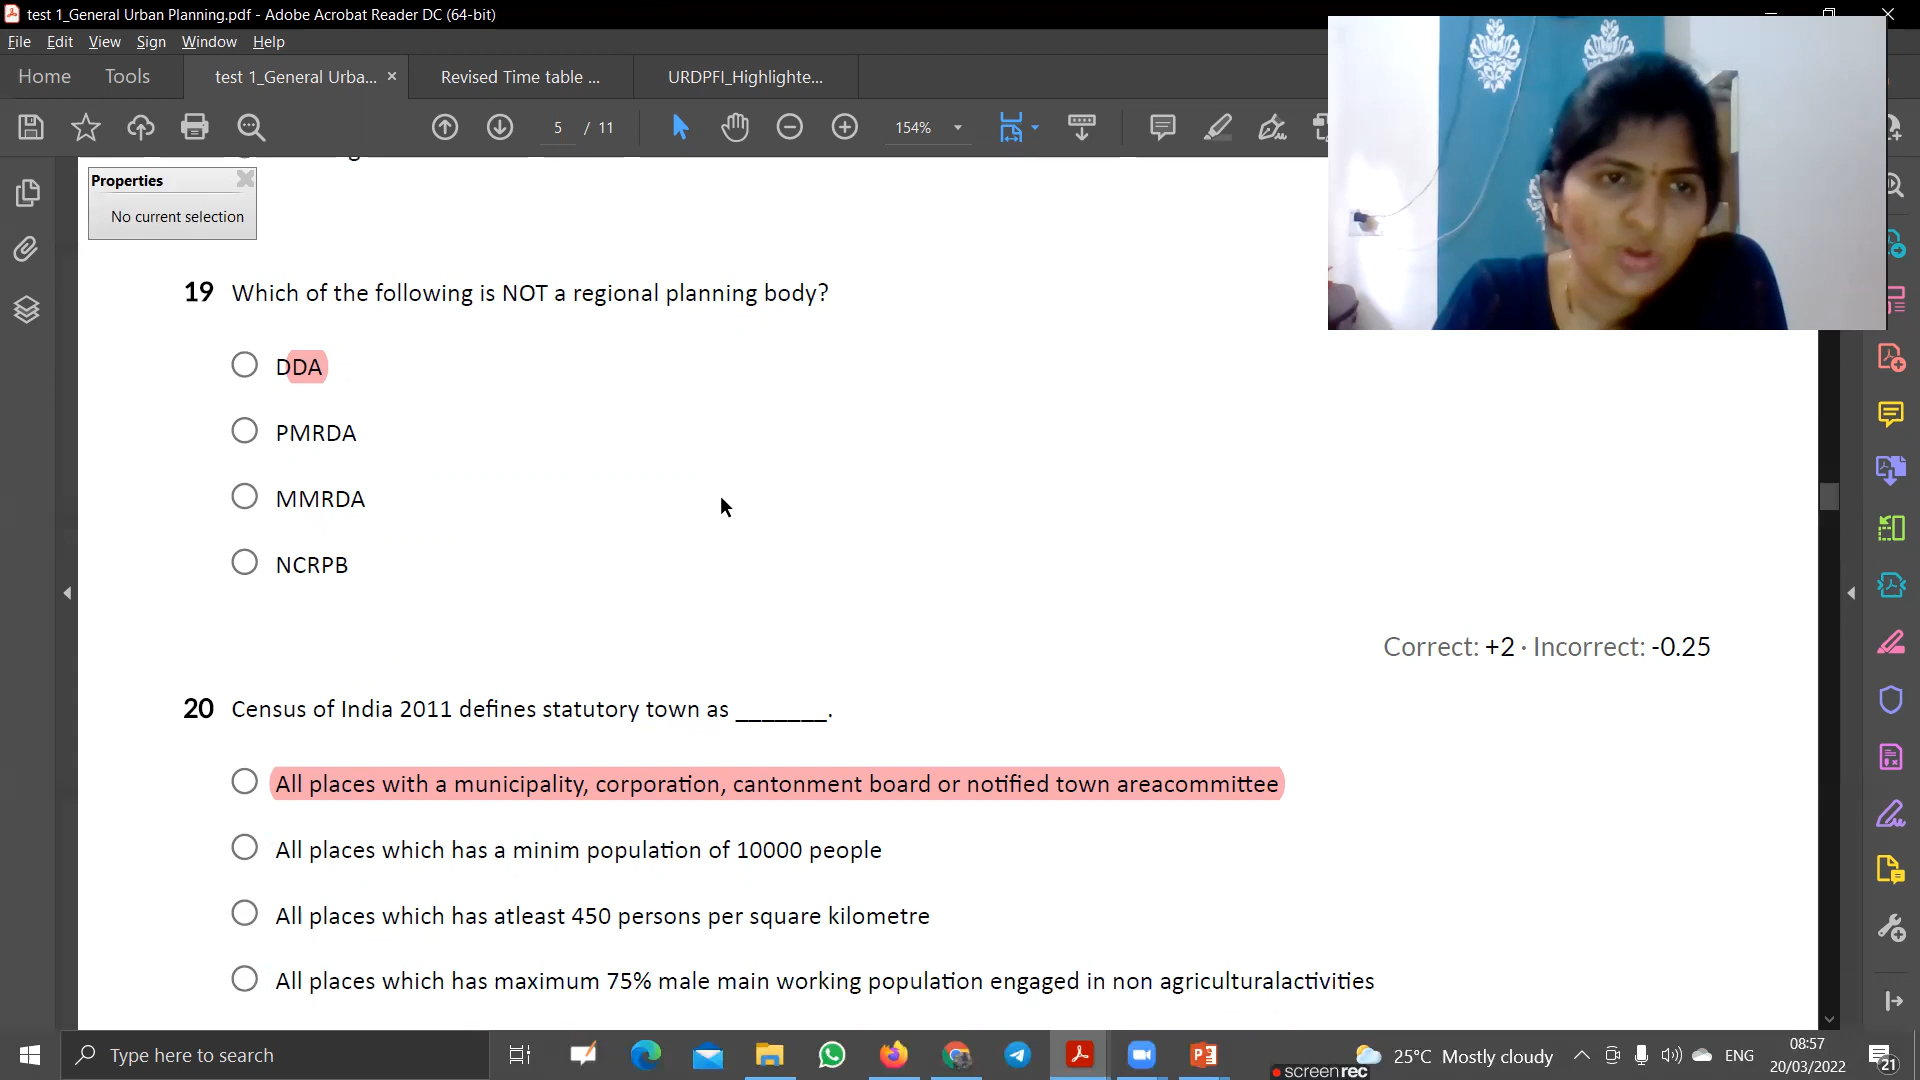 test 1_General Urban Planning.pdf - Adobe Acrobat Reader DC (64-bit)
File Edit View Sign Window Help
Home Tools test 1_General Urba... × Revised Time table ... URDPFI_Highlighte...
5 / 11 154%
Properties
No current selection
19 Which of the following is NOT a regional planning body?
DDA
PMRDA
MMRDA
NCRPB
Correct: +2 · Incorrect: -0.25
20 Census of India 2011 defines statutory town as _______.
All places with a municipality, corporation, cantonment board or notified town areacommittee
All places which has a minim population of 10000 people
All places which has atleast 450 persons per square kilometre
All places which has maximum 75% male main working population engaged in non agriculturalactivities
Type here to search
screenrec
25°C Mostly cloudy
ENG
08:57
20/03/2022
21